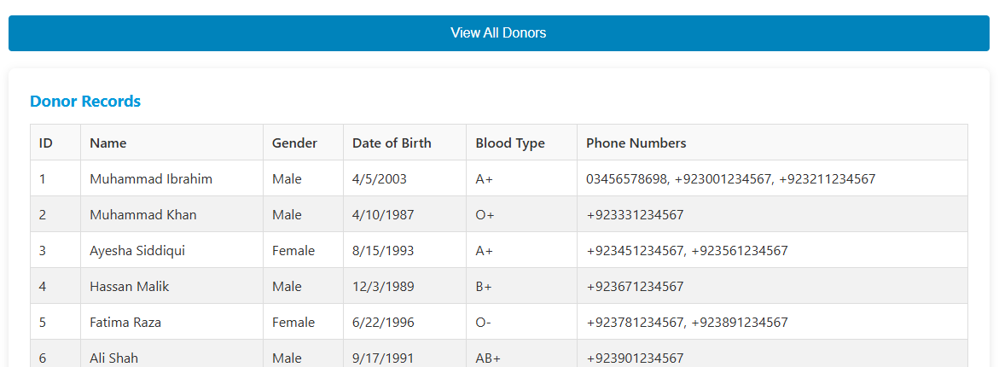 View All Donors
Donor Records
ID Name Gender Date of Birth Blood Type Phone Numbers
1 Muhammad Ibrahim Male 4/5/2003 A+ 03456578698, +923001234567, +923211234567
2 Muhammad Khan Male 4/10/1987 O+ +923331234567
3 Ayesha Siddiqui Female 8/15/1993 A+ +923451234567, +923561234567
4 Hassan Malik Male 12/3/1989 B+ +923671234567
5 Fatima Raza Female 6/22/1996 O- +923781234567, +923891234567
6 Ali Shah Male 9/17/1991 AB+ +923901234567